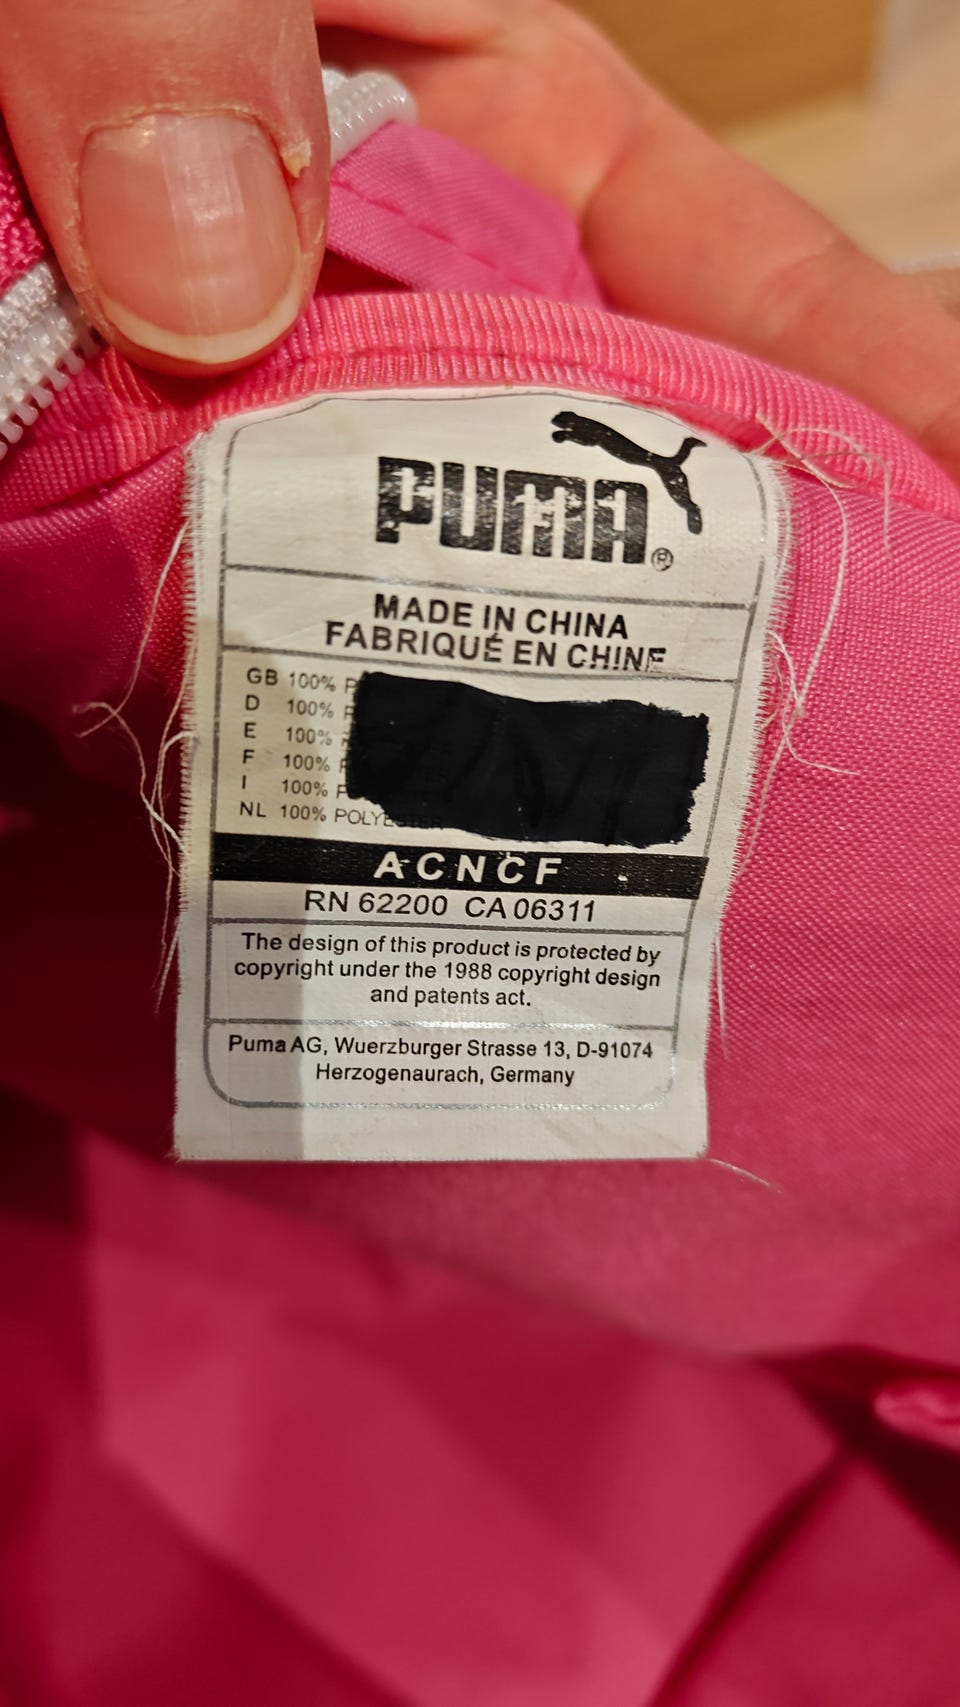 PUMA®
MADE IN CHINA
FABRIQUÉ EN CHINE
GB 100% P
D 100% P
E 100%
F 100% P
I 100% P
NL 100% POLYESTER
ACNCF
RN 62200 CA 06311
The design of this product is protected by
copyright under the 1988 copyright design
and patents act.
Puma AG, Wuerzburger Strasse 13, D-91074
Herzogenaurach, Germany